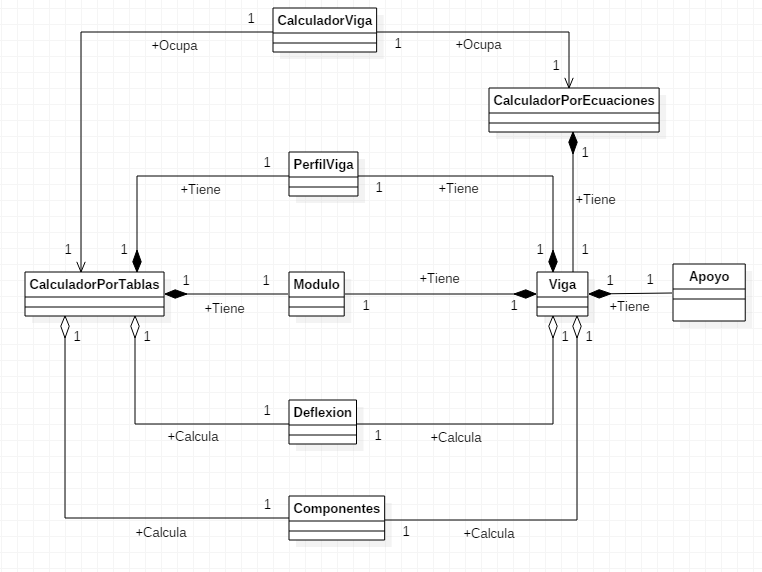 1
CalculadorViga
+Ocupa
1
+Ocupa
1
CalculadorPorEcuaciones
1
1
PerfilViga
+Tiene
1
+Tiene
+Tiene
1
1
1
1
CalculadorPorTablas
1
+Tiene
1
Modulo
1
+Tiene
1
Viga
1
+Tiene
1
Apoyo
1
1
1
1
1
Deflexion
+Calcula
1
+Calcula
1
Componentes
+Calcula
1
+Calcula